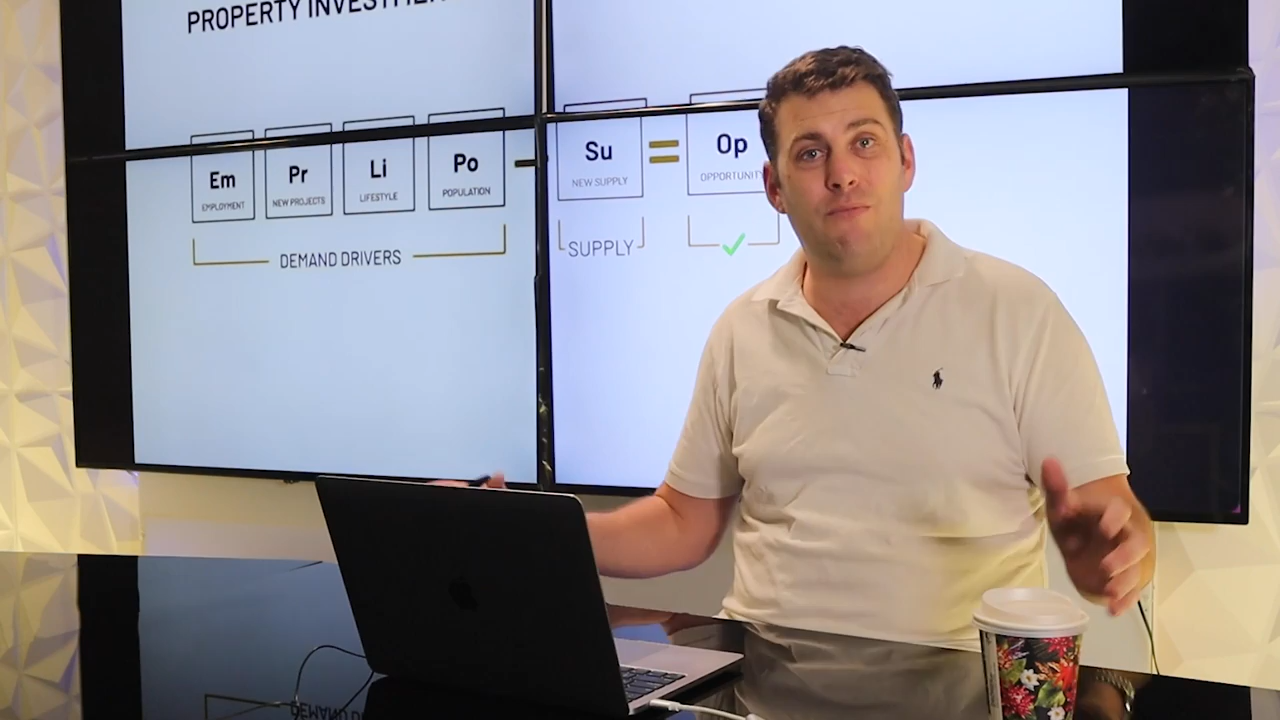 PROPERTY INVESTMEN
Em Pr Li Po Su Op
EMPLOYMENT NEW PROJECTS LIFESTYLE POPULATION NEW SUPPLY OPPORTUNITY
DEMAND DRIVERS SUPPLY